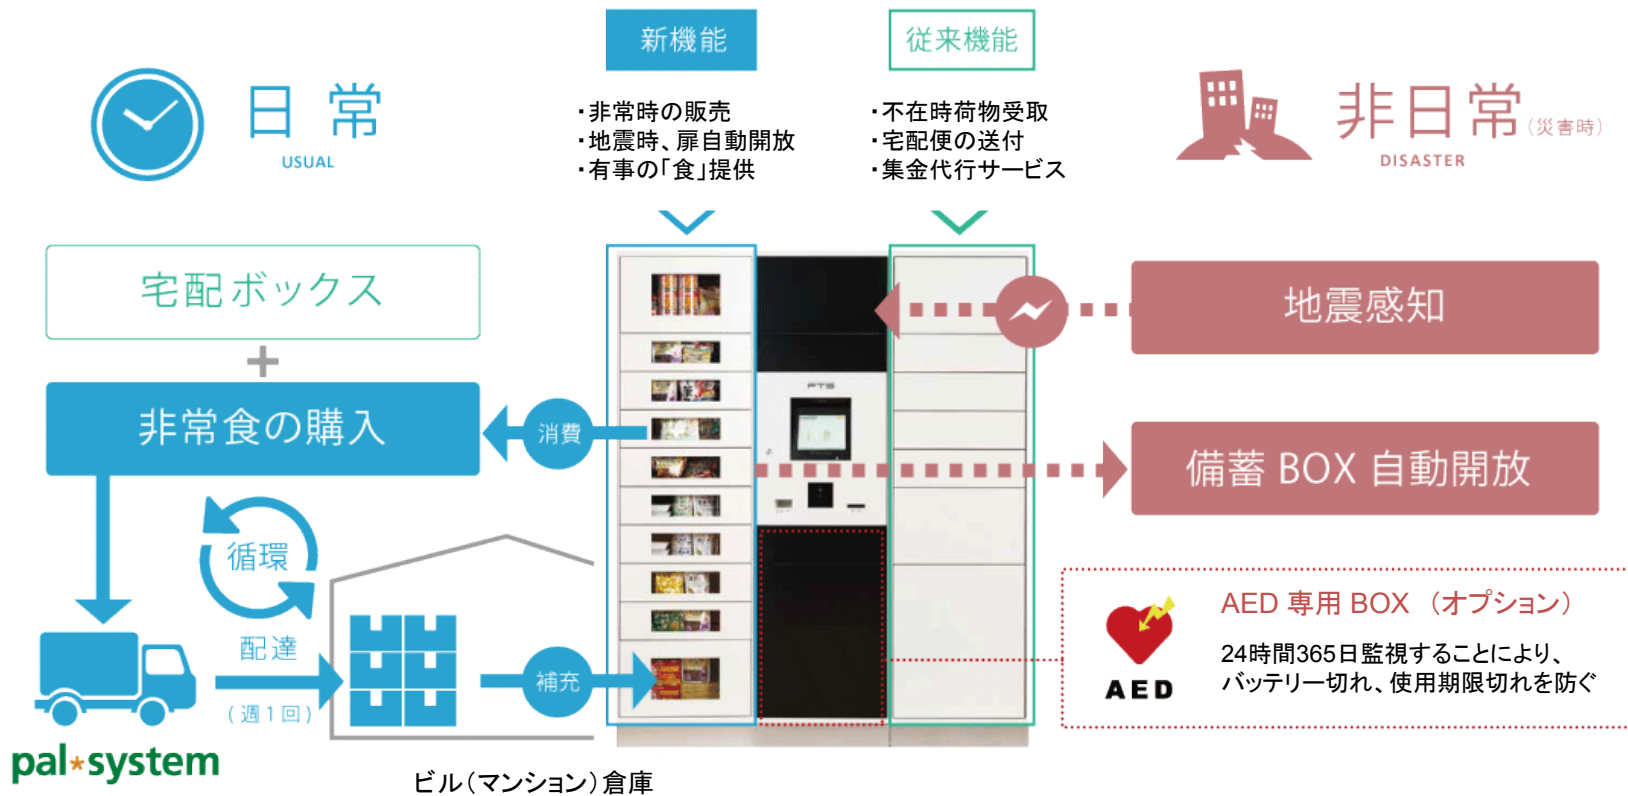 新機能
従来機能
日常
USUAL
・非常時の販売
・地震時、扉自動開放
・有事の「食」提供
・不在時荷物受取
・宅配便の送付
・集金代行サービス
非日常(災害時)
DISASTER
宅配ボックス
+
非常食の購入
消費
PTS
地震感知
備蓄 BOX 自動開放
循環
配達
(週1回)
補充
AED 専用 BOX (オプション)
24時間365日監視することにより、
バッテリー切れ、使用期限切れを防ぐ
AED
pal*system
ビル(マンション)倉庫